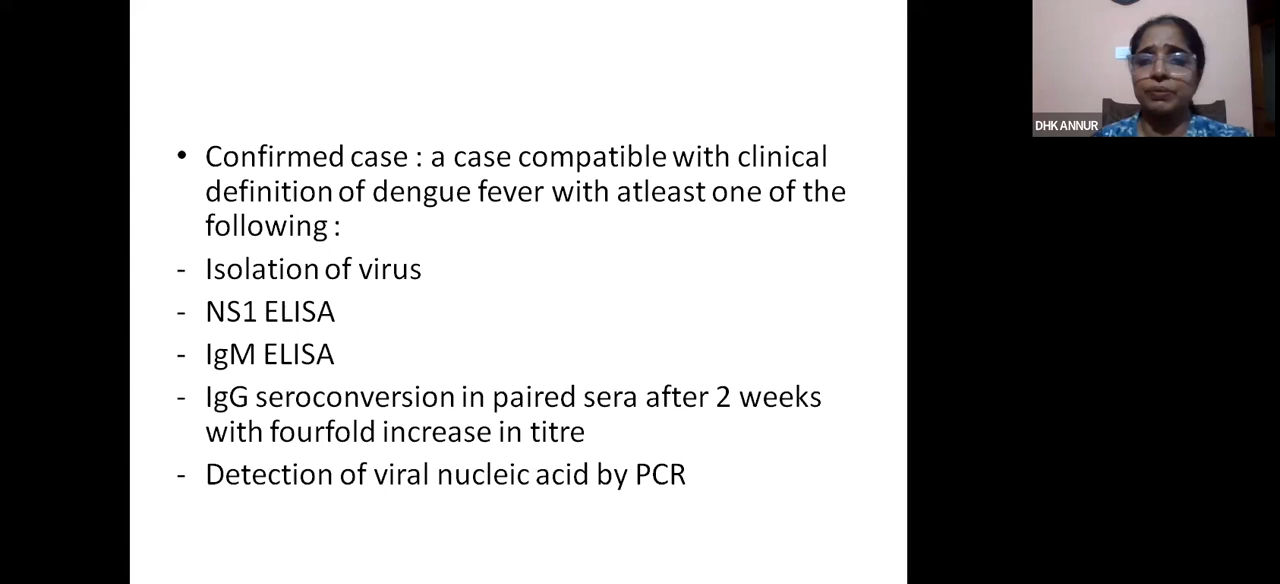 • Confirmed case : a case compatible with clinical
definition of dengue fever with atleast one of the
following :
- Isolation of virus
- NS1 ELISA
- IgM ELISA
- IgG seroconversion in paired sera after 2 weeks
with fourfold increase in titre
- Detection of viral nucleic acid by PCR
DHKANNUR